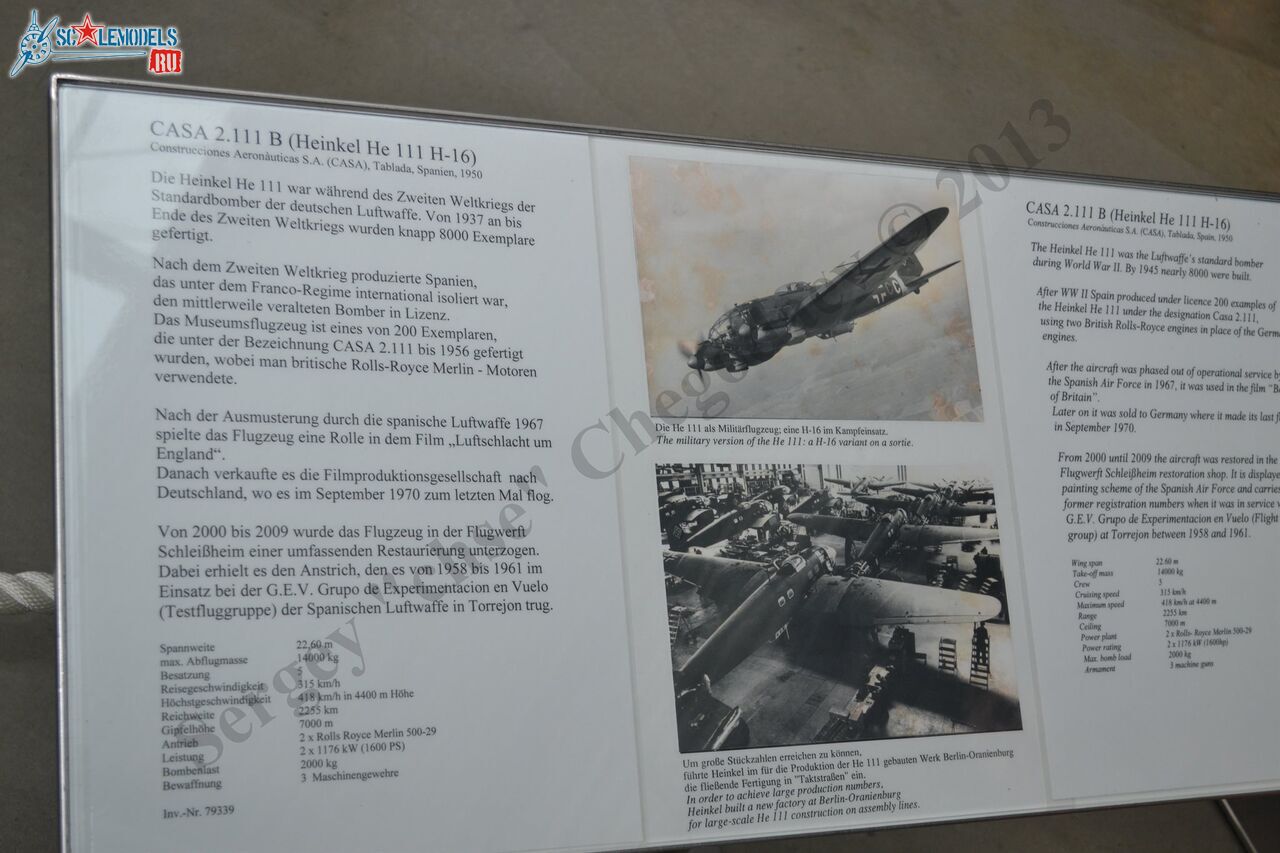 SCALEMODELS
RU
CASA 2.111 B (Heinkel He 111 H-16)
Construcciones Aeronàuticas S.A. (CASA), Tablada, Spanien, 1950
Die Heinkel He 111 war während des Zweiten Weltkriegs der
Standardbomber der deutschen Luftwaffe. Von 1937 an bis
Ende des Zweiten Weltkriegs wurden knapp 8000 Exemplare
gefertigt.
Nach dem Zweiten Weltkrieg produzierte Spanien,
das unter dem Franco-Regime international isoliert war,
den mittlerweile veralteten Bomber in Lizenz.
Das Museumsflugzeug ist eines von 200 Exemplaren,
die unter der Bezeichnung CASA 2.111 bis 1956 gefertigt
wurden, wobei man britische Rolls-Royce Merlin - Motoren
verwendete.
Nach der Ausmusterung durch die spanische Luftwaffe 1967
spielte das Flugzeug eine Rolle in dem Film „Luftschlacht um
England“.
Danach verkaufte es die Filmproduktionsgesellschaft nach
Deutschland, wo es im September 1970 zum letzten Mal flog.
Von 2000 bis 2009 wurde das Flugzeug in der Flugwerft
Schleißheim einer umfassenden Restaurierung unterzogen.
Dabei erhielt es den Anstrich, den es von 1958 bis 1961 im
Einsatz bei der G.E.V. Grupo de Experimentacion en Vuelo
(Testfluggruppe) der Spanischen Luftwaffe in Torrejon trug.
Spannweite 22,60 m
max. Abflugmasse 14000 kg
Besatzung 5
Reisegeschwindigkeit 315 km/h
Höchstgeschwindigkeit 418 km/h in 4400 m Höhe
Reichweite 2255 km
Gipfelhöhe 7000 m
Antrieb 2 x Rolls Royce Merlin 500-29
Leistung 2 x 1176 kW (1600 PS)
Bombenlast 2000 kg
Bewaffnung 3 Maschinengewehre
Inv.-Nr. 79339
Die He 111 als Militärflugzeug; eine H-16 im Kampfeinsatz.
The military version of the He 111: a H-16 variant on a sortie.
Um große Stückzahlen erreichen zu können,
führte Heinkel im für die Produktion der He 111 gebauten Werk Berlin-Oranienburg
die fließende Fertigung in "Taktstraßen" ein.
In order to achieve large production numbers,
Heinkel built a new factory at Berlin-Oranienburg
for large-scale He 111 construction on assembly lines.
CASA 2.111 B (Heinkel He 111 H-16)
Construcciones Aeronàuticas S.A. (CASA), Tablada, Spain, 1950
The Heinkel He 111 was the Luftwaffe's standard bomber
during World War II. By 1945 nearly 8000 were built.
After WW II Spain produced under licence 200 examples of
the Heinkel He 111 under the designation Casa 2.111,
using two British Rolls-Royce engines in place of the Germa
engines.
After the aircraft was phased out of operational service by
the Spanish Air Force in 1967, it was used in the film "B
of Britain".
Later on it was sold to Germany where it made its last f
in September 1970.
From 2000 until 2009 the aircraft was restored in the
Flugwerft Schleißheim restoration shop. It is displaye
painting scheme of the Spanish Air Force and carries
former registration numbers when it was in service w
G.E.V. Grupo de Experimentacion en Vuelo (Flight
group) at Torrejon between 1958 and 1961.
Wing span 22.60 m
Take-off mass 14000 kg
Crew 5
Cruising speed 315 km/h
Maximum speed 418 km/h at 4400 m
Range 2255 km
Ceiling 7000 m
Power plant 2 x Rolls- Royce Merlin 500-29
Power rating 2 x 1176 kW (1600hp)
Max. bomb load 2000 kg
Armament 3 machine guns